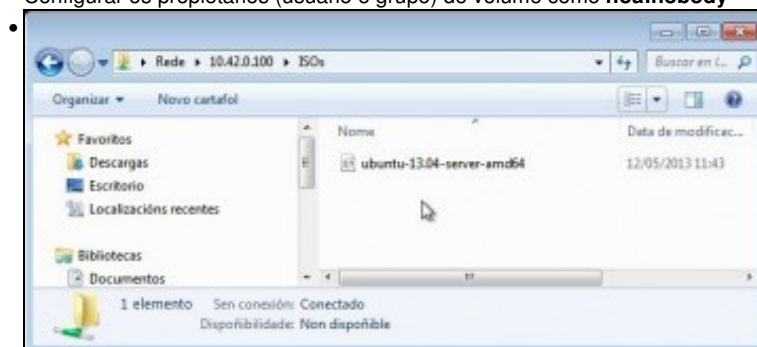 Configurar os propietarios (usuario e grupo) do volume como
Rede ▸ 10.42.0.100 ▸ ISOs
Buscar en
Organizar
Novo cartafol
Nome
Data de modificac...
Favoritos
Descargas
Escritorio
Localizacións recentes
Bibliotecas
Documentos
ubuntu-13.04-server-amd64
12/05/2013 11:43
1 elemento
Sen conexión: Conectado
Dispoñibilidade: Non dispoñible